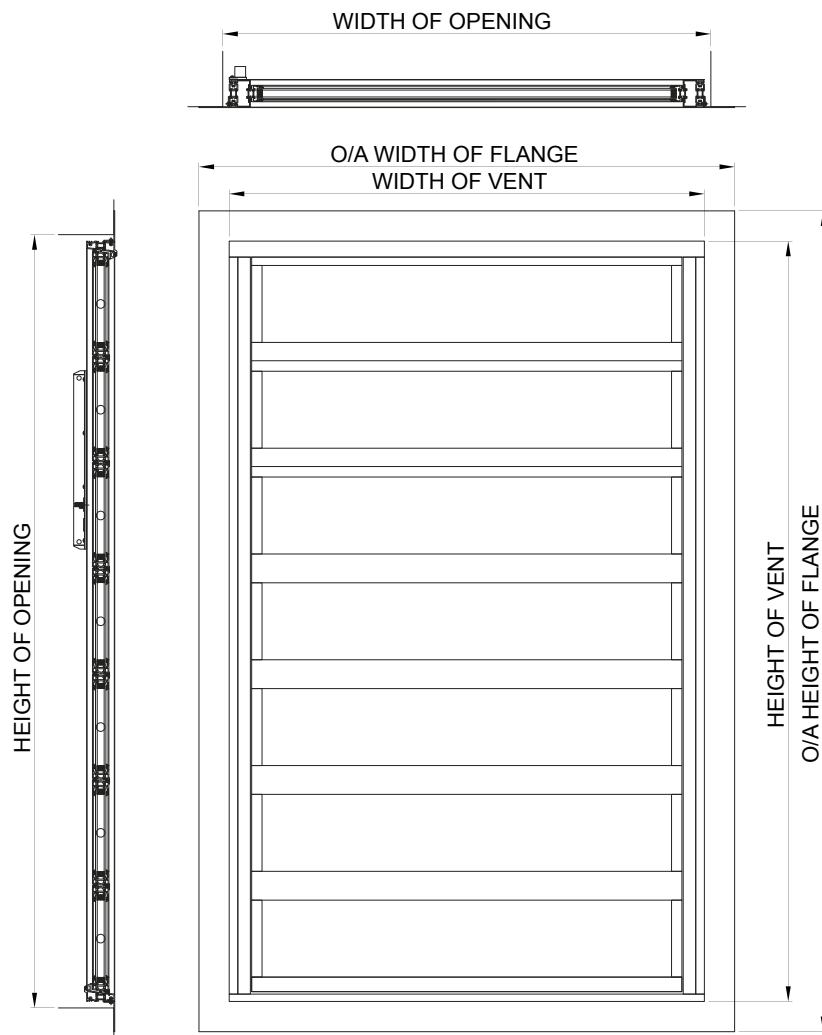 WIDTH OF OPENING
O/A WIDTH OF FLANGE
WIDTH OF VENT
HEIGHT OF OPENING
HEIGHT OF VENT
O/A HEIGHT OF FLANGE